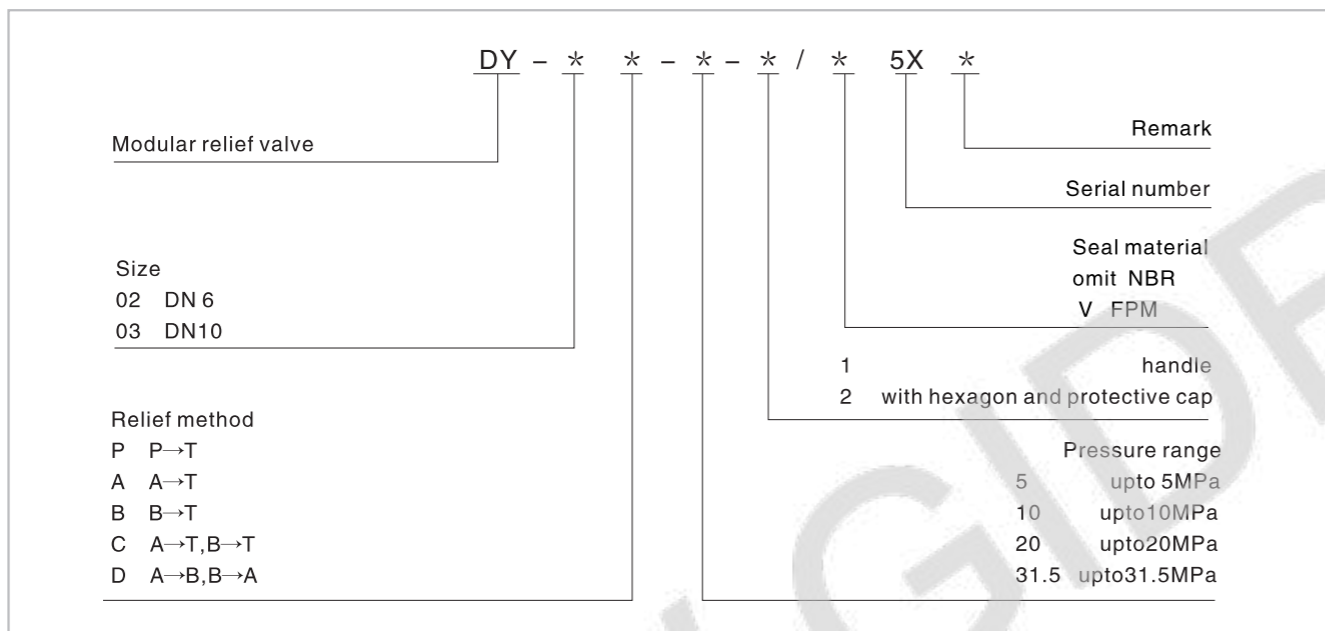 DY - * * - * - * / * 5X *
Modular relief valve
Size
02 DN 6
03 DN10
Relief method
P P→T
A A→T
B B→T
C A→T,B→T
D A→B,B→A
Remark
Serial number
Seal material
omit NBR
V FPM
1 handle
2 with hexagon and protective cap
Pressure range
5 upto 5MPa
10 upto10MPa
20 upto20MPa
31.5 upto31.5MPa